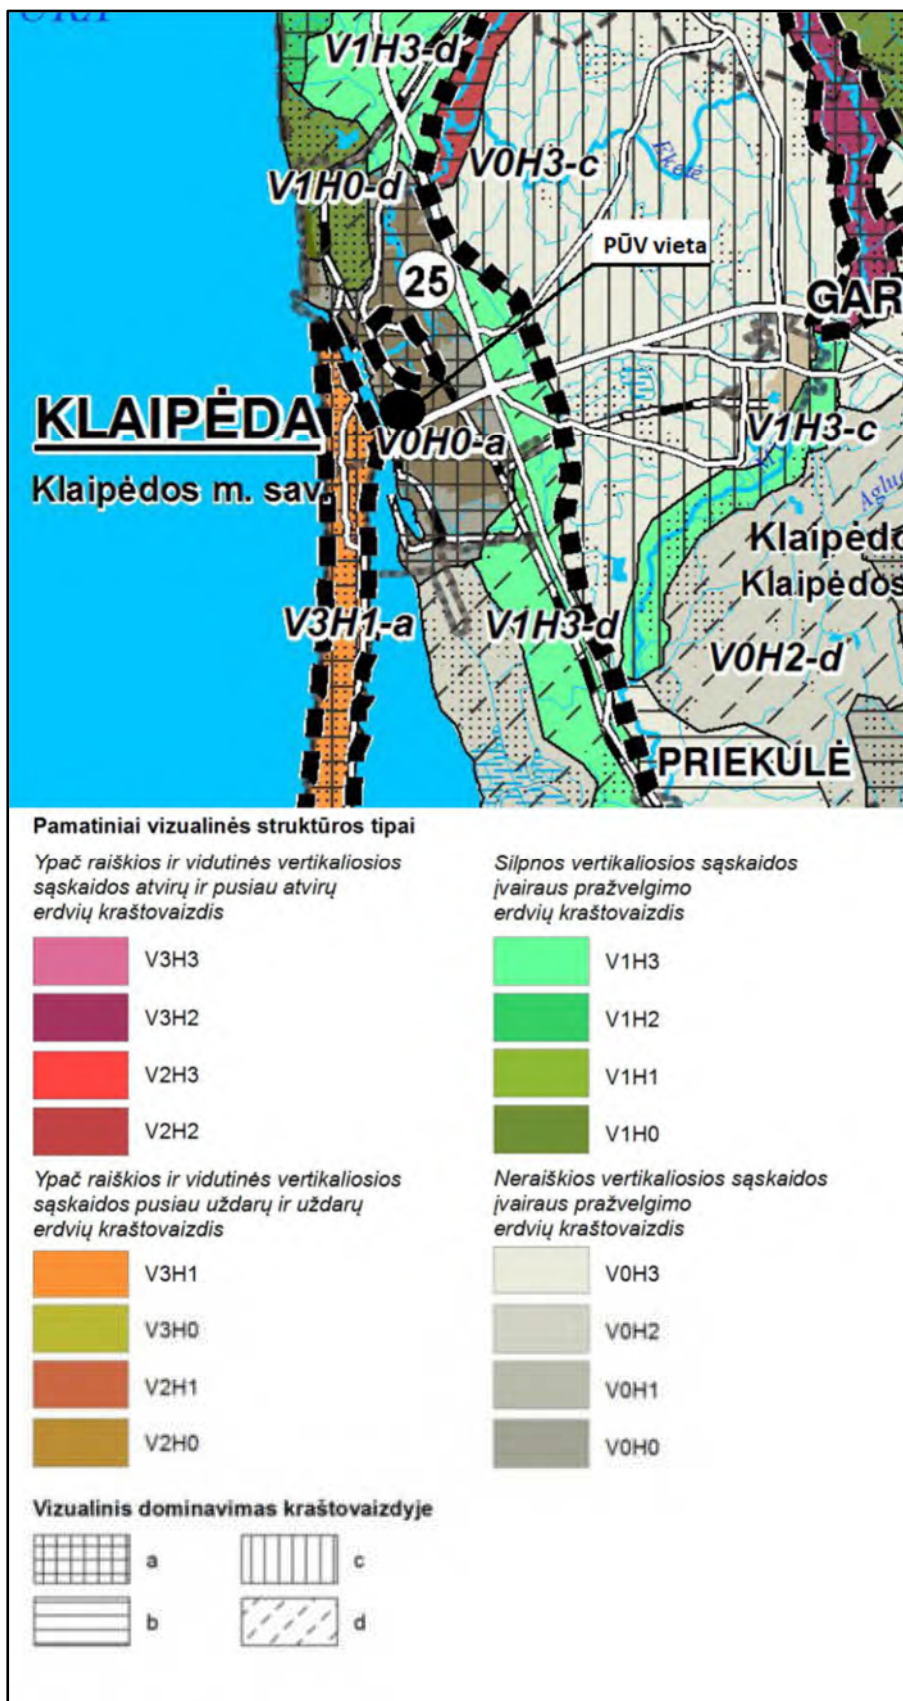 JŪRA
V1H3-d
V0H3-c
Eketė
V1H0-d
PŪV vieta
25
GAR
KLAIPĖDA
V0H0-a
V1H3-c
Klaipėdos m. sav.
Aglu
Klaipėdo
Klaipėdos
V3H1-a
V1H3-d
V0H2-d
PRIEKULĖ
Pamatiniai vizualinės struktūros tipai
Ypač raiškios ir vidutinės vertikaliosios
sąskaidos atvirų ir pusiau atvirų
erdvių kraštovaizdis
V3H3
V3H2
V2H3
V2H2
Ypač raiškios ir vidutinės vertikaliosios
sąskaidos pusiau uždarų ir uždarų
erdvių kraštovaizdis
V3H1
V3H0
V2H1
V2H0
Silpnos vertikaliosios sąskaidos
įvairaus pražvelgimo
erdvių kraštovaizdis
V1H3
V1H2
V1H1
V1H0
Neraiškios vertikaliosios sąskaidos
įvairaus pražvelgimo
erdvių kraštovaizdis
V0H3
V0H2
V0H1
V0H0
Vizualinis dominavimas kraštovaizdyje
a
b
c
d